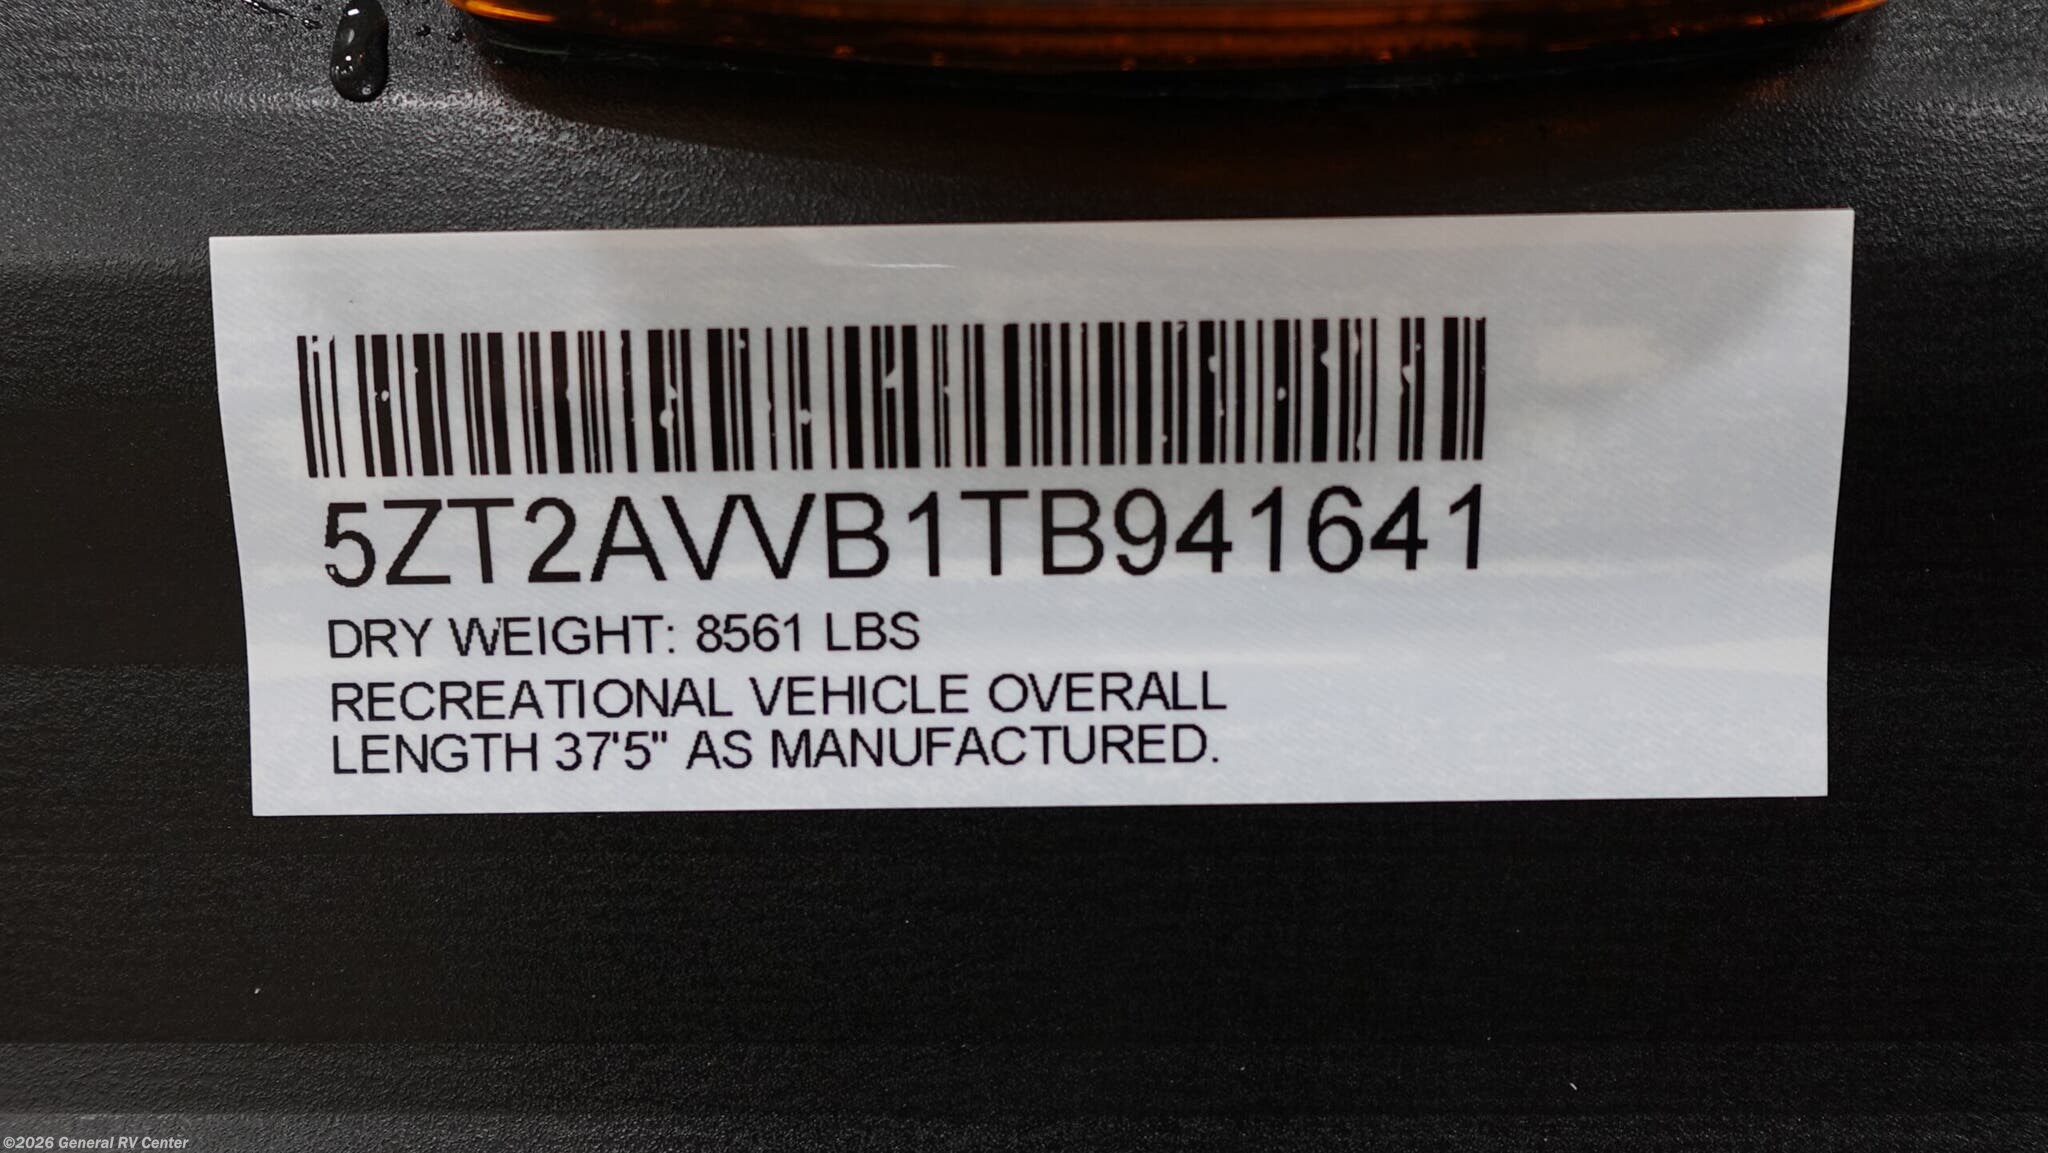 5ZT2AVVB1TB941641
DRY WEIGHT: 8561 LBS
RECREATIONAL VEHICLE OVERALL
LENGTH 37'5" AS MANUFACTURED.
©2026 General RV Center